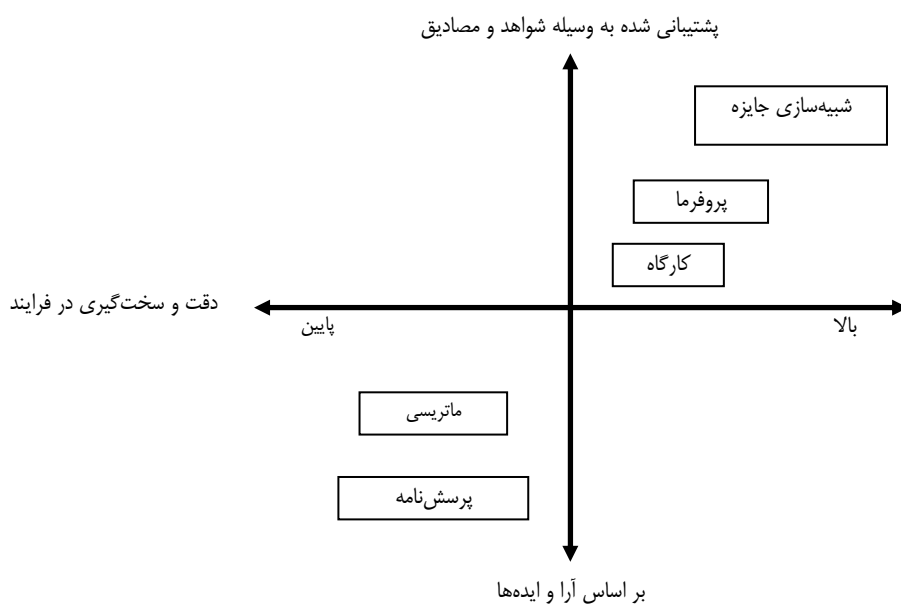 پشتیبانی شده به وسیله شواهد و مصادیق
شبیه‌سازی جایزه
پروفرما
کارگاه
دقت و سخت‌گیری در فرایند
بالا
پایین
ماتریسی
پرسش‌نامه
بر اساس آرا و ایده‌ها